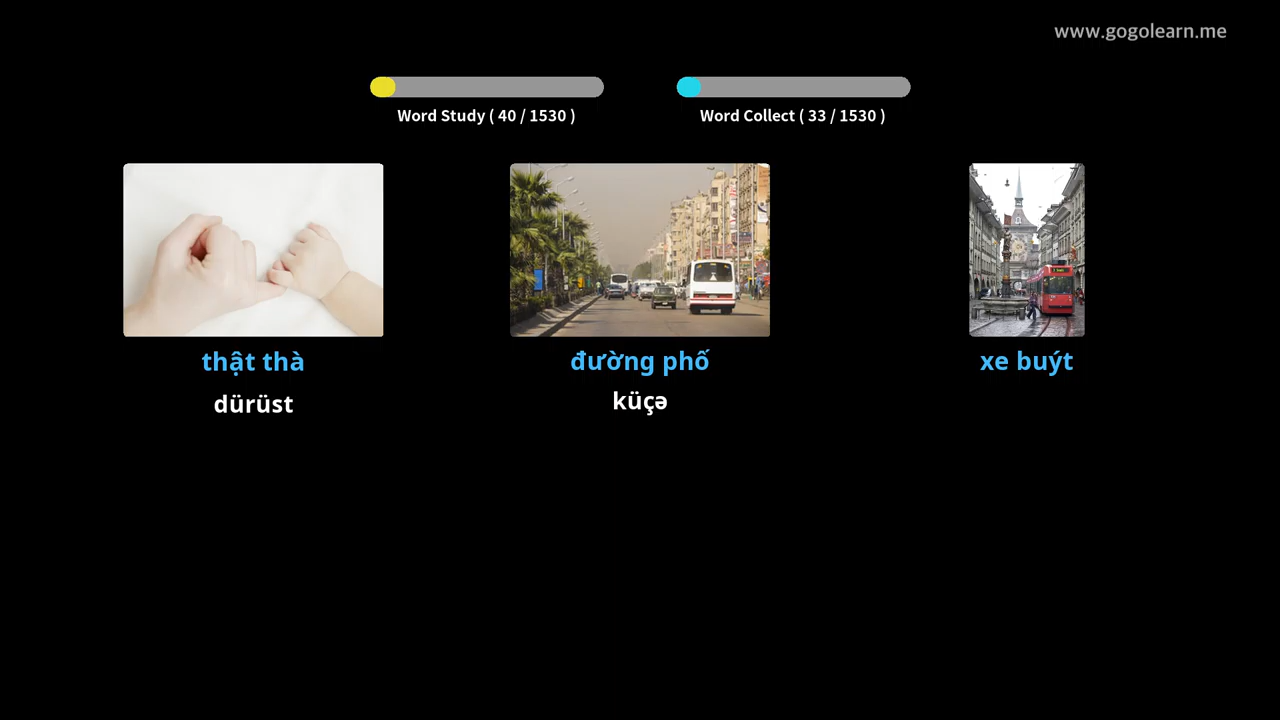 www.gogolearn.me
Word Study ( 40 / 1530 )
Word Collect ( 33 / 1530 )
thật thà
đường phố
xe buýt
dürüst
küçə